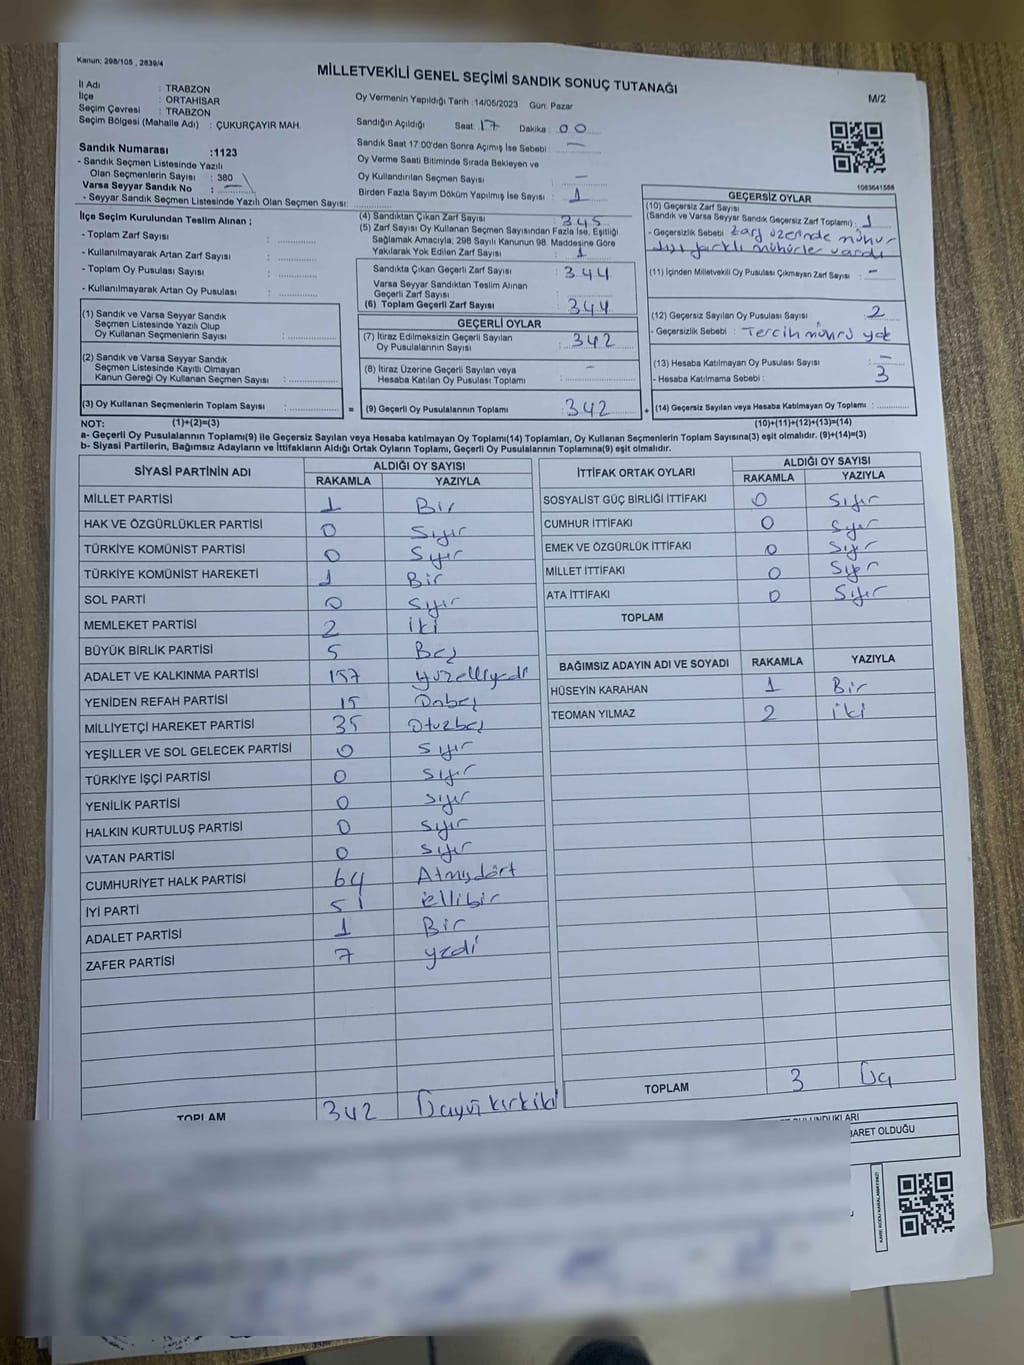 Kanun: 298/105 , 2839/4
MİLLETVEKİLİ GENEL SEÇİMİ SANDIK SONUÇ TUTANAĞI
M/2
İl Adı : TRABZON
İlçe : ORTAHİSAR
Seçim Çevresi : TRABZON
Seçim Bölgesi (Mahalle Adı) : ÇUKURÇAYIR MAH.
Oy Vermenin Yapıldığı Tarih :14/05/2023 Gün: Pazar
Sandığın Açıldığı Saat: 17 Dakika: 00
Sandık Saat 17:00'den Sonra Açımış İse Sebebi: —
Oy Verme Saati Bitiminde Sırada Bekleyen ve
Oy Kullandırılan Seçmen Sayısı : —
Birden Fazla Sayım Döküm Yapılmış İse Sayısı : 1
Sandık Numarası :1123
- Sandık Seçmen Listesinde Yazılı
Olan Seçmenlerin Sayısı : 380
Varsa Seyyar Sandık No : —
- Seyyar Sandık Seçmen Listesinde Yazılı Olan Seçmen Sayısı:
1083641588
İlçe Seçim Kurulundan Teslim Alınan ;
- Toplam Zarf Sayısı :
- Kullanılmayarak Artan Zarf Sayısı :
- Toplam Oy Pusulası Sayısı :
- Kullanılmayarak Artan Oy Pusulası :
(1) Sandık ve Varsa Seyyar Sandık
Seçmen Listesinde Yazılı Olup
Oy Kullanan Seçmenlerin Sayısı :
(2) Sandık ve Varsa Seyyar Sandık
Seçmen Listesinde Kayıtlı Olmayan
Kanun Gereği Oy Kullanan Seçmen Sayısı :
(3) Oy Kullanan Seçmenlerin Toplam Sayısı :
(4) Sandıktan Çıkan Zarf Sayısı : 345
(5) Zarf Sayısı Oy Kullanan Seçmen Sayısından Fazla İse, Eşitliği
Sağlamak Amacıyla; 298 Sayılı Kanunun 98. Maddesine Göre
Yakılarak Yok Edilen Zarf Sayısı : 1
Sandıkta Çıkan Geçerli Zarf Sayısı : 344
Varsa Seyyar Sandıktan Teslim Alınan
Geçerli Zarf Sayısı
(6) Toplam Geçerli Zarf Sayısı : 344
GEÇERLİ OYLAR
(7) İtiraz Edilmeksizin Geçerli Sayılan
Oy Pusulalarının Sayısı : 342
(8) İtiraz Üzerine Geçerli Sayılan veya
Hesaba Katılan Oy Pusulası Toplamı : -
= (9) Geçerli Oy Pusulalarının Toplamı : 342 +
GEÇERSİZ OYLAR
(10) Geçersiz Zarf Sayısı
(Sandık ve Varsa Seyyar Sandık Geçersiz Zarf Toplamı) : 1
- Geçersizlik Sebebi zarf üzerinde mühür
dışı farklı mühürler vardı
(11) İçinden Milletvekili Oy Pusulası Çıkmayan Zarf Sayısı : —
(12) Geçersiz Sayılan Oy Pusulası Sayısı : 2
- Geçersizlik Sebebi : Tercih mührü yok
(13) Hesaba Katılmayan Oy Pusulası Sayısı : —
- Hesaba Katılmama Sebebi : 3
(14) Geçersiz Sayılan veya Hesaba Katılmayan Oy Toplamı :
NOT: (1)+(2)=(3) (10)+(11)+(12)+(13)=(14)
a- Geçerli Oy Pusulalarının Toplamı(9) ile Geçersiz Sayılan veya Hesaba katılmayan Oy Toplamı(14) Toplamları, Oy Kullanan Seçmenlerin Toplam Sayısına(3) eşit olmalıdır. (9)+(14)=(3)
b- Siyasi Partilerin, Bağımsız Adayların ve İttifakların Aldığı Ortak Oyların Toplamı, Geçerli Oy Pusulalarının Toplamına(9) eşit olmalıdır.
SİYASİ PARTİNİN ADI ALDIĞI OY SAYISI
RAKAMLA YAZIYLA
MİLLET PARTİSİ 1 Bir
HAK VE ÖZGÜRLÜKLER PARTİSİ 0 Sıfır
TÜRKİYE KOMÜNİST PARTİSİ 0 Sıfır
TÜRKİYE KOMÜNİST HAREKETİ 1 Bir
SOL PARTİ 0 Sıfır
MEMLEKET PARTİSİ 2 iki
BÜYÜK BİRLİK PARTİSİ 5 Beş
ADALET VE KALKINMA PARTİSİ 157 yüzelliyedi
YENİDEN REFAH PARTİSİ 15 Onbeş
MİLLİYETÇİ HAREKET PARTİSİ 35 Otuzbeş
YEŞİLLER VE SOL GELECEK PARTİSİ 0 sıfır
TÜRKİYE İŞÇİ PARTİSİ 0 sıfır
YENİLİK PARTİSİ 0 sıfır
HALKIN KURTULUŞ PARTİSİ 0 sıfır
VATAN PARTİSİ 0 sıfır
CUMHURİYET HALK PARTİSİ 64 Atmışdört
İYİ PARTİ 51 ellibir
ADALET PARTİSİ 1 Bir
ZAFER PARTİSİ 7 yedi
TOPLAM 342
İTTİFAK ORTAK OYLARI ALDIĞI OY SAYISI
RAKAMLA YAZIYLA
SOSYALİST GÜÇ BİRLİĞİ İTTİFAKI 0 Sıfır
CUMHUR İTTİFAKI 0 Sıfır
EMEK VE ÖZGÜRLÜK İTTİFAKI 0 Sıfır
MİLLET İTTİFAKI 0 Sıfır
ATA İTTİFAKI 0 Sıfır
TOPLAM
BAĞIMSIZ ADAYIN ADI VE SOYADI RAKAMLA YAZIYLA
HÜSEYİN KARAHAN 1 Bir
TEOMAN YILMAZ 2 iki
TOPLAM 3 Üç
BARET OLDUĞU